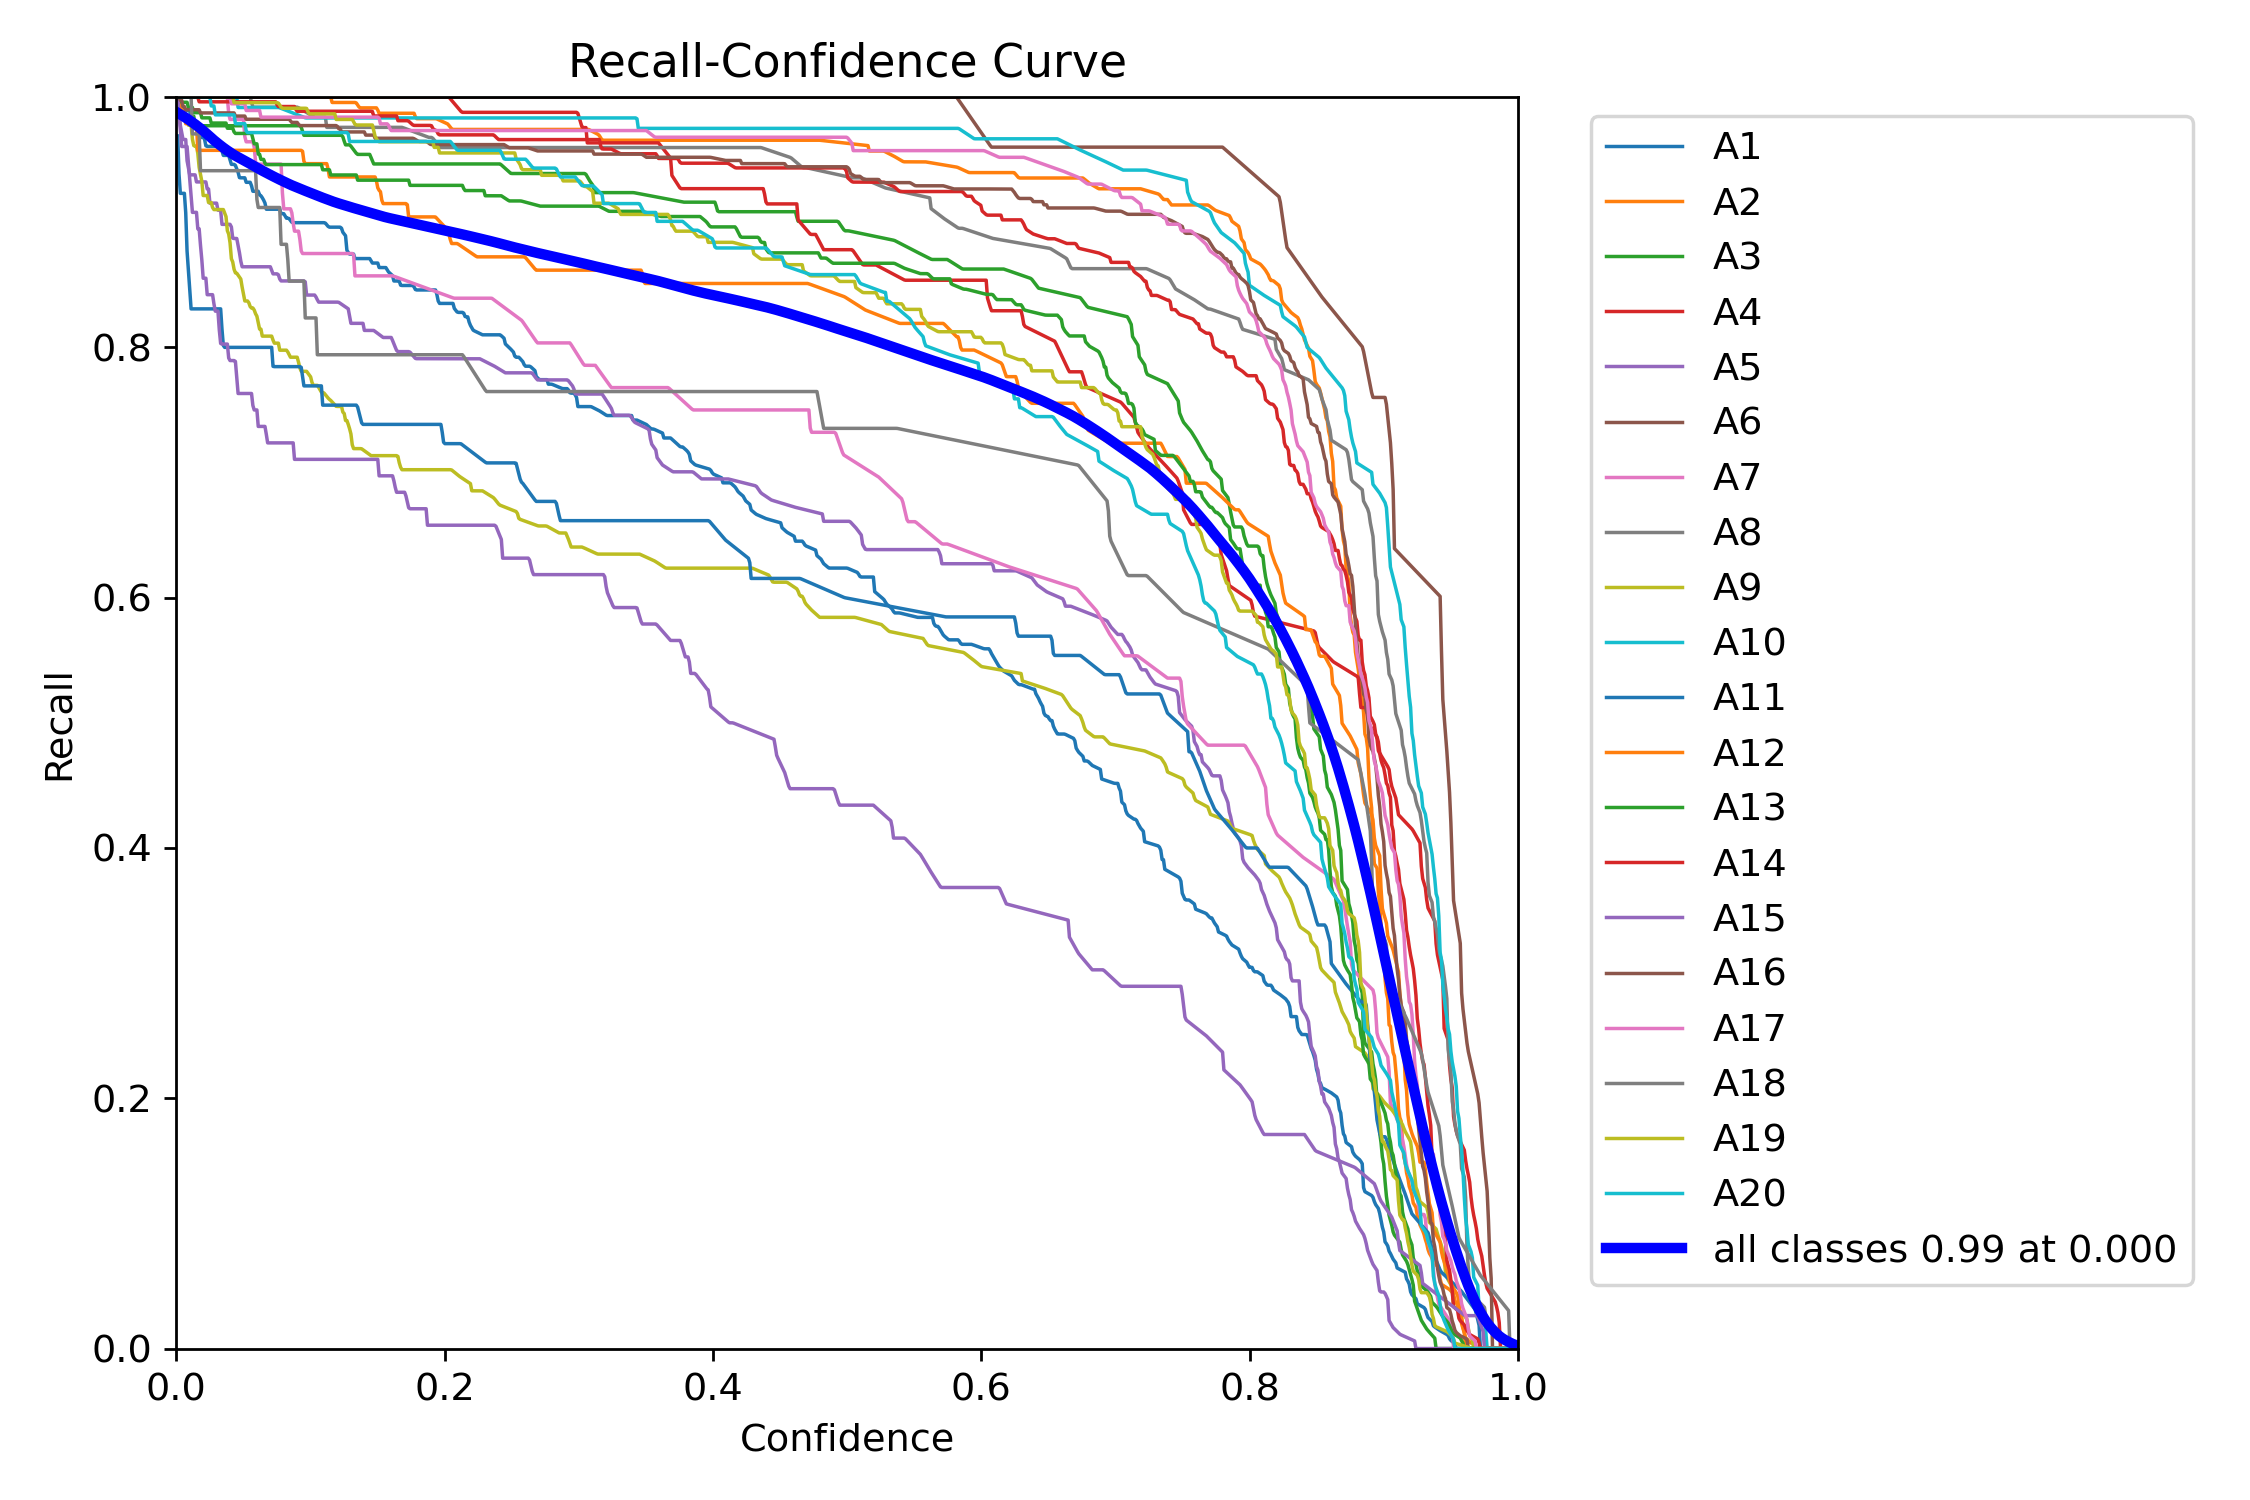 Recall-Confidence Curve
1.0
0.8
0.6
0.4
0.2
0.0
Recall
0.0 0.2 0.4 0.6 0.8 1.0
Confidence
A1
A2
A3
A4
A5
A6
A7
A8
A9
A10
A11
A12
A13
A14
A15
A16
A17
A18
A19
A20
all classes 0.99 at 0.000